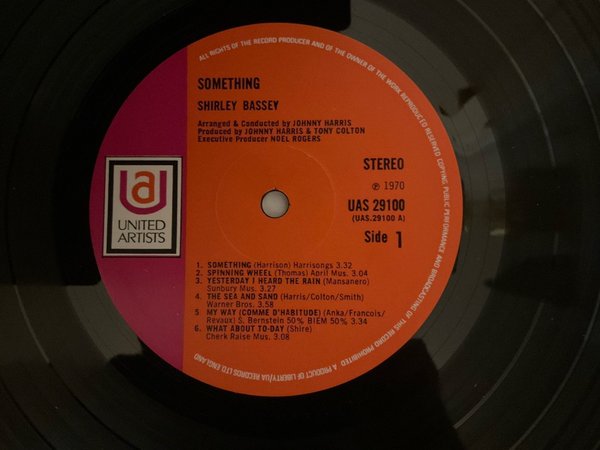 ALL RIGHTS OF THE RECORD PRODUCER AND OF THE OWNER OF THE WORK REPRODUCED RESERVED COPYING, PUBLIC PERFORMANCE AND BROADCASTING OF THIS RECORD PROHIBITED. A PRODUCT OF LIBERTY/UA RECORDS LTD. ENGLAND
SOMETHING
SHIRLEY BASSEY
Arranged & Conducted by JOHNNY HARRIS
Produced by JOHNNY HARRIS & TONY COLTON
Executive Producer NOEL ROGERS
STEREO
℗ 1970
UAS 29100
(UAS.29100 A)
Side 1
UA
UNITED
ARTISTS
1. SOMETHING (Harrison) Harrisongs 3.32
2. SPINNING WHEEL (Thomas) April Mus. 3.04
3. YESTERDAY I HEARD THE RAIN (Mansanero)
Sunbury Mus. 3.27
4. THE SEA AND SAND (Harris/Colton/Smith)
Warner Bros. 3.58
5. MY WAY (COMME D'HABITUDE) (Anka/Francois/
Revaux) S. Bernstein 50% BIEM 50% 3.34
6. WHAT ABOUT TO-DAY (Shire)
Cherk Raise Mus. 3.08